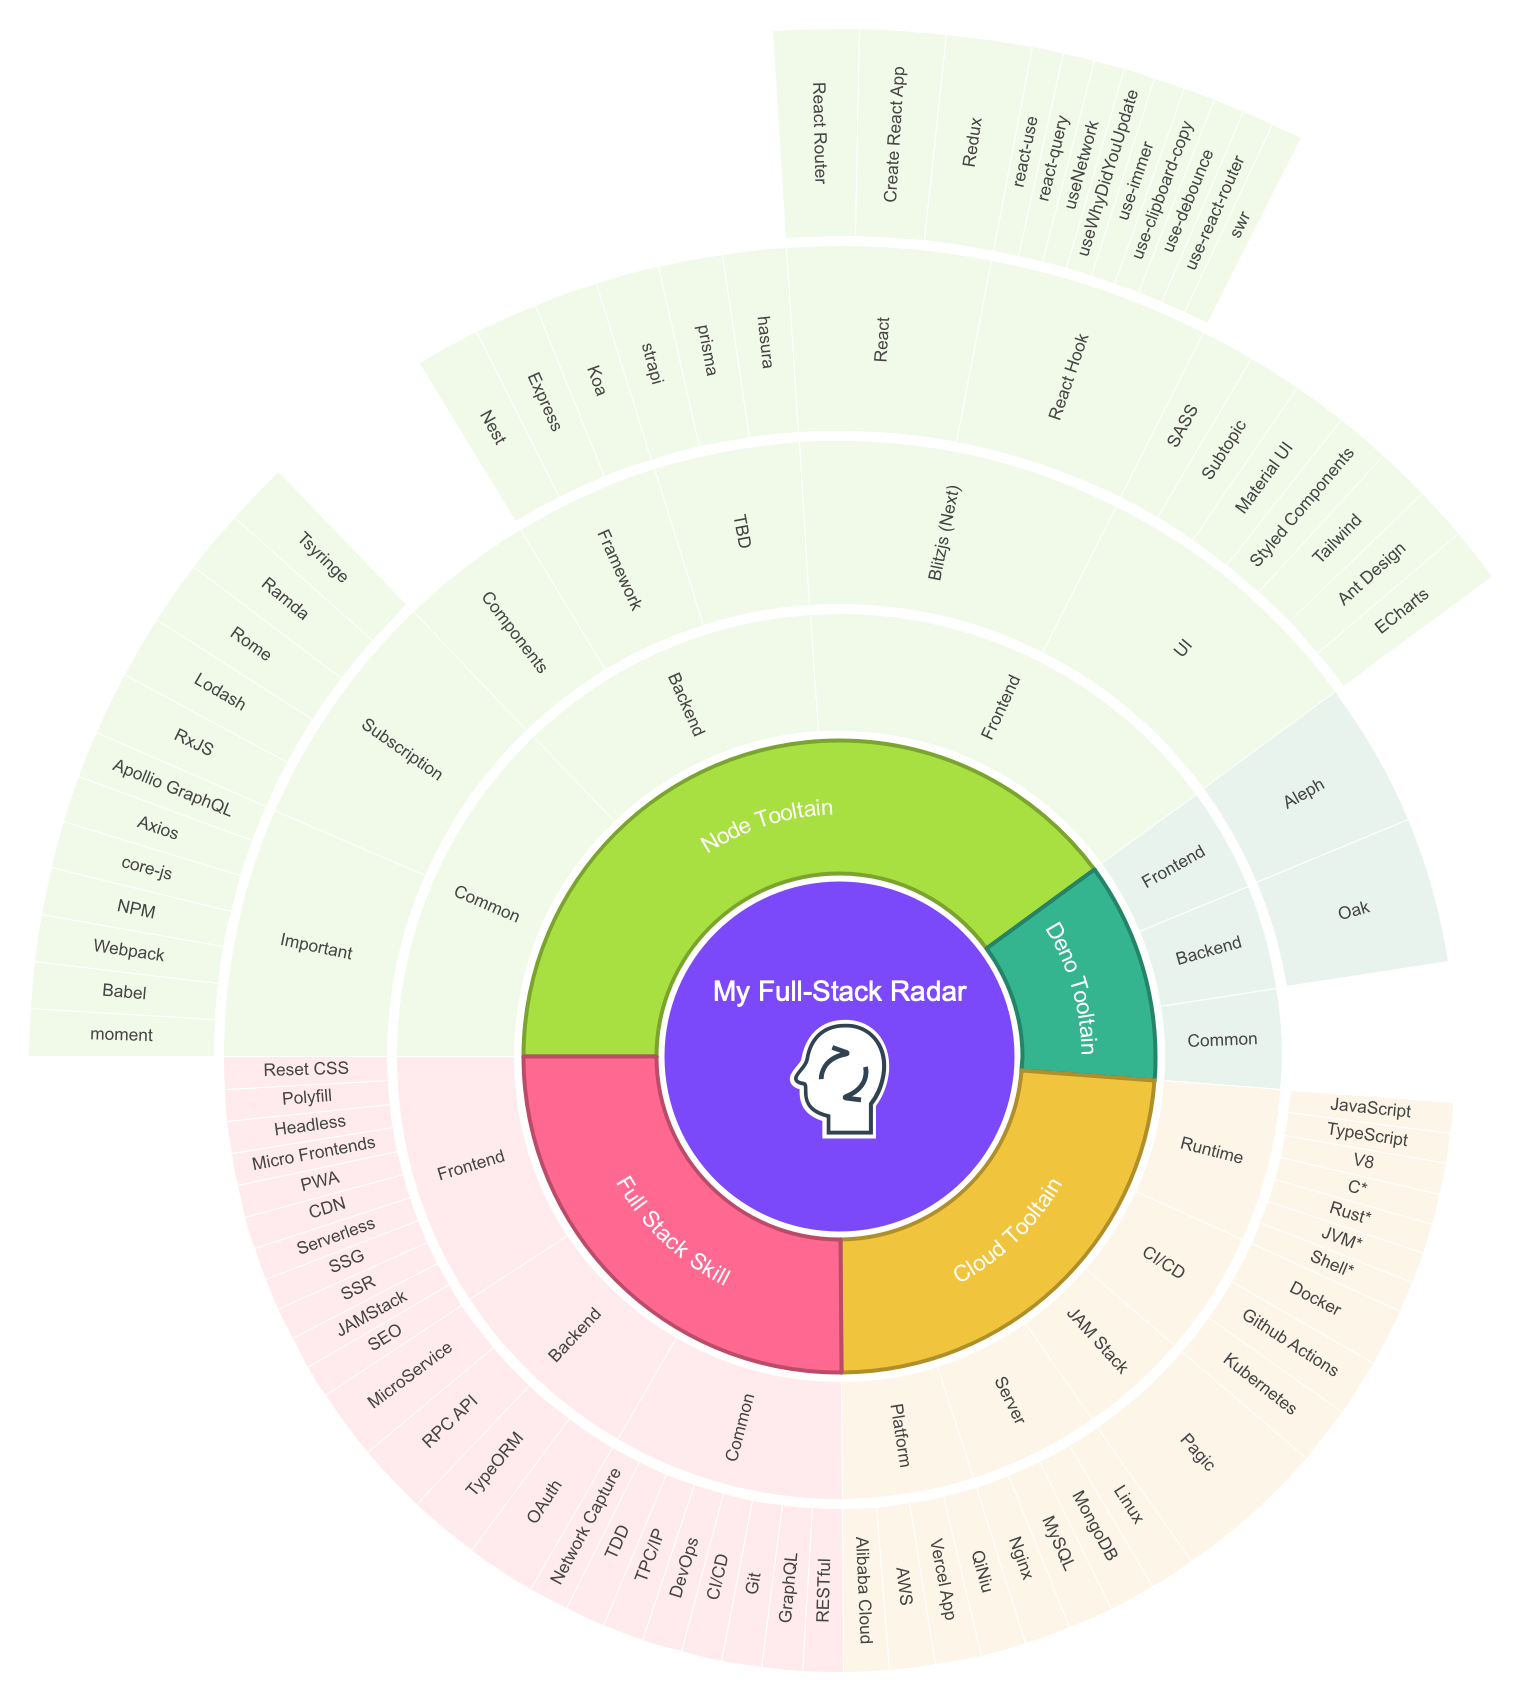 My Full-Stack Radar
Node Tooltain
Common
Important
moment
Babel
Webpack
NPM
core-js
Axios
Apollio GraphQL
Subscription
RxJS
Lodash
Rome
Ramda
Tsyringe
Components
Backend
Framework
Nest
Express
Koa
TBD
strapi
prisma
hasura
Frontend
Blitzjs (Next)
React
React Router
Create React App
Redux
React Hook
react-use
react-query
useNetwork
useWhyDidYouUpdate
use-immer
use-clipboard-copy
use-debounce
use-react-router
swr
UI
SASS
Subtopic
Material UI
Styled Components
Tailwind
Ant Design
ECharts
Deno Tooltain
Frontend
Aleph
Backend
Oak
Common
Cloud Tooltain
Runtime
JavaScript
TypeScript
V8
C*
Rust*
JVM*
Shell*
CI/CD
Docker
Github Actions
Kubernetes
JAM Stack
Pagic
Server
Linux
MongoDB
MySQL
Nginx
Platform
QiNiu
Vercel App
AWS
Alibaba Cloud
Full Stack Skill
Common
RESTful
GraphQL
Git
CI/CD
DevOps
TPC/IP
TDD
Network Capture
Backend
OAuth
TypeORM
RPC API
MicroService
Frontend
SEO
JAMStack
SSR
SSG
Serverless
CDN
PWA
Micro Frontends
Headless
Polyfill
Reset CSS